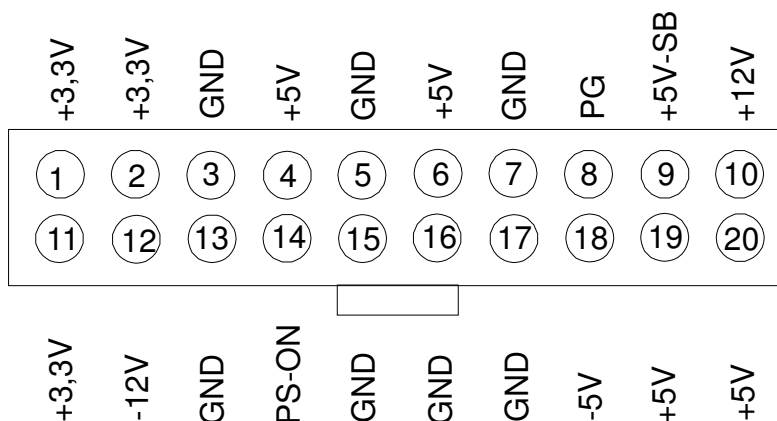 +3,3V +3,3V GND +5V GND +5V GND PG +5V-SB +12V
1 2 3 4 5 6 7 8 9 10
11 12 13 14 15 16 17 18 19 20
+3,3V -12V GND PS-ON GND GND GND -5V +5V +5V